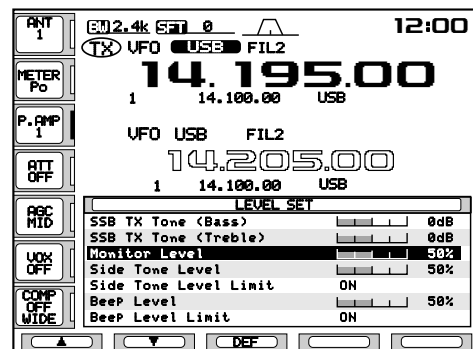 ANT
1
BW 2.4k SFT 0
12:00
TX VFO USB FIL2
METER
Po
14.195.00
1 14.100.00 USB
P.AMP
1
VFO USB FIL2
ATT
OFF
14.205.00
1 14.100.00 USB
AGC
MID
LEVEL SET
SSB TX Tone (Bass) 0dB
SSB TX Tone (Treble) 0dB
VOX
OFF
Monitor Level 50%
Side Tone Level 50%
Side Tone Level Limit ON
COMP
OFF
WIDE
Beep Level 50%
Beep Level Limit ON
DEF